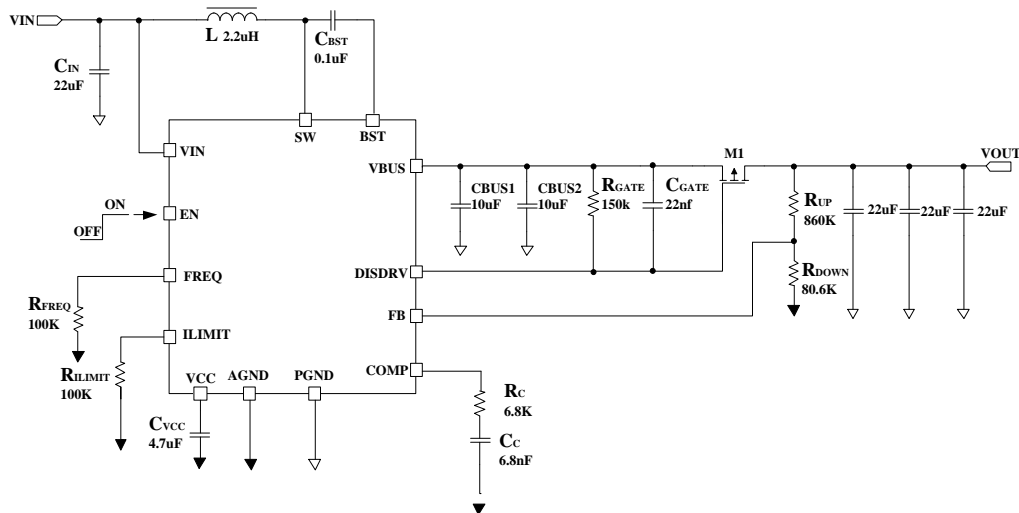 VIN
L 2.2uH
CBST
0.1uF
CIN
22uF
SW
BST
VIN
VBUS
M1
VOUT
CBUS1
10uF
CBUS2
10uF
RGATE
150k
CGATE
22nf
RUP
860K
22uF
22uF
22uF
EN
ON
OFF
DISDRV
RDOWN
80.6K
FREQ
RFREQ
100K
FB
ILIMIT
RILIMIT
100K
COMP
VCC
AGND
PGND
RC
6.8K
CVCC
4.7uF
CC
6.8nF